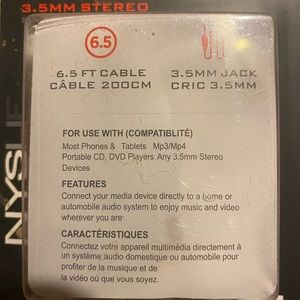 3.5MM STEREO
6.5
6.5 FT CABLE
CÂBLE 200CM
3.5MM JACK
CRIC 3.5MM
FOR USE WITH (COMPATIBLITÉ)
Most Phones & Tablets Mp3/Mp4
Portable CD, DVD Players Any 3.5mm Stereo
Devices
FEATURES
Connect your media device directly to a home or
automobile audio system to enjoy music and video
wherever you are
CARACTÉRISTIQUES
Connectez votre appareil multimédia directement à
un système audio domestique ou automobile pour
profiter de la musique et de
la vidéo où que vous soyez.